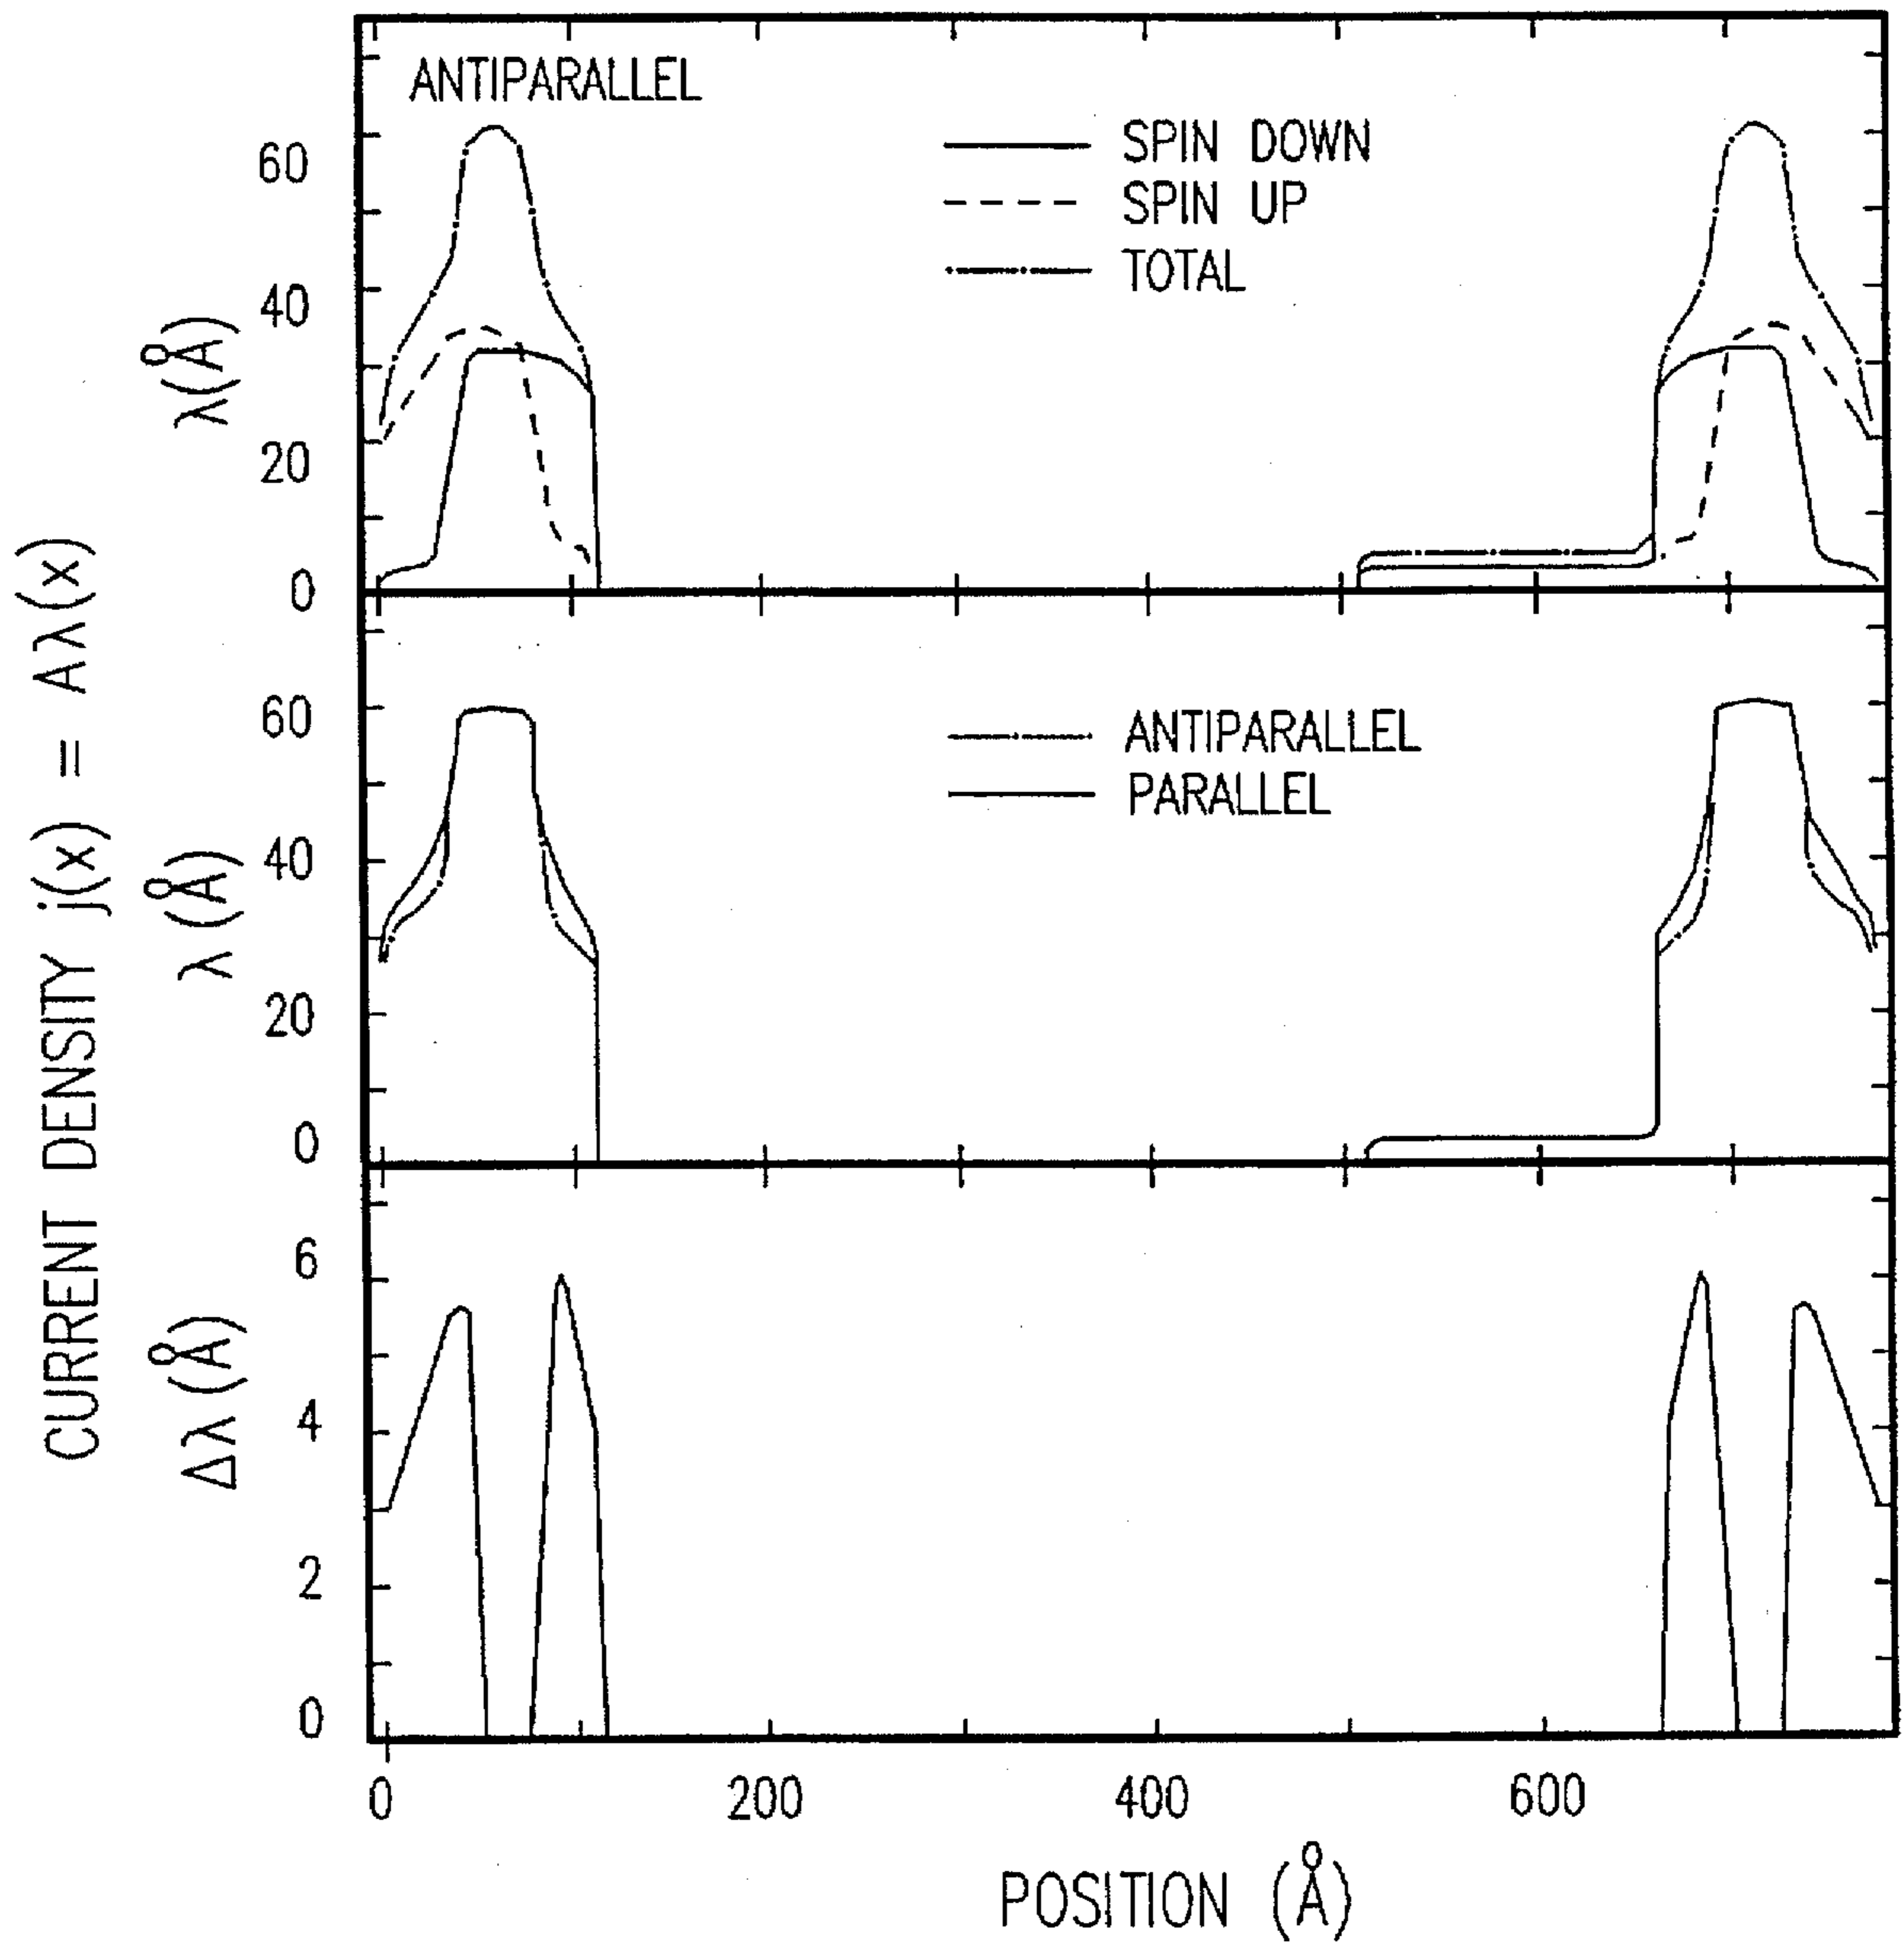 ANTIPARALLEL
SPIN DOWN
SPIN UP
TOTAL
60
40
20
0
λ(Å)
CURRENT DENSITY j(x) = Aλ(x)
ANTIPARALLEL
PARALLEL
60
40
20
0
λ (Å)
6
4
2
0
Δλ (Å)
0 200 400 600
POSITION (Å)